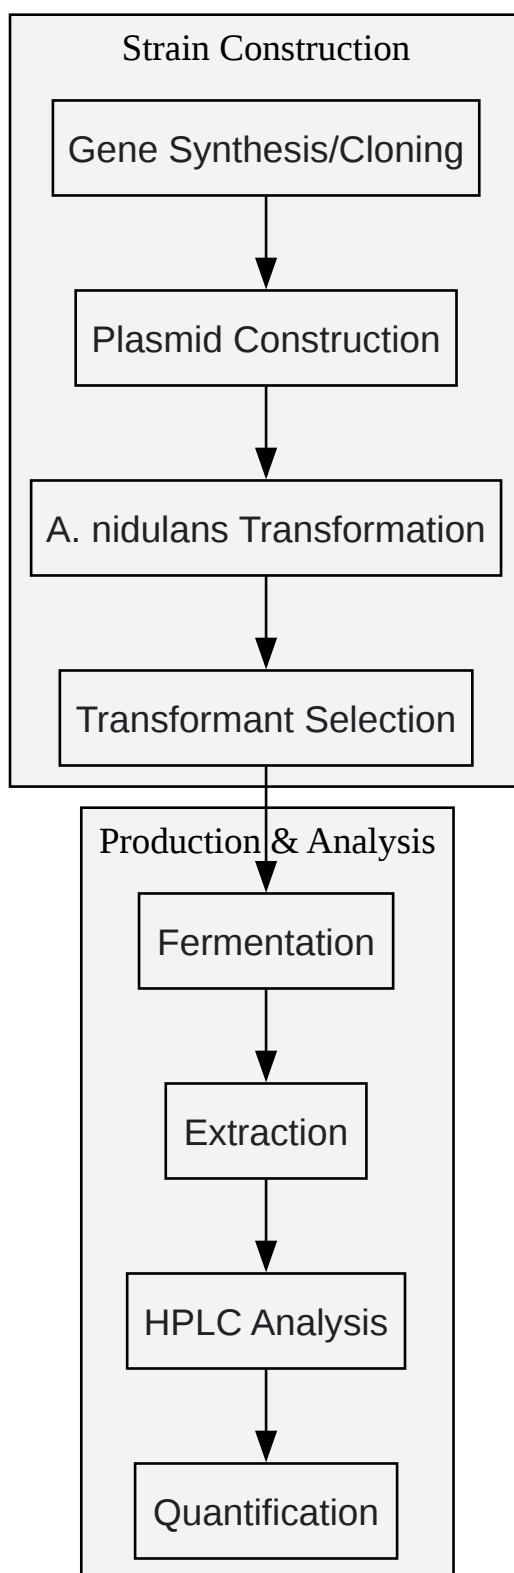 Strain Construction
Gene Synthesis/Cloning
Plasmid Construction
A. nidulans Transformation
Transformant Selection
Production & Analysis
Fermentation
Extraction
HPLC Analysis
Quantification